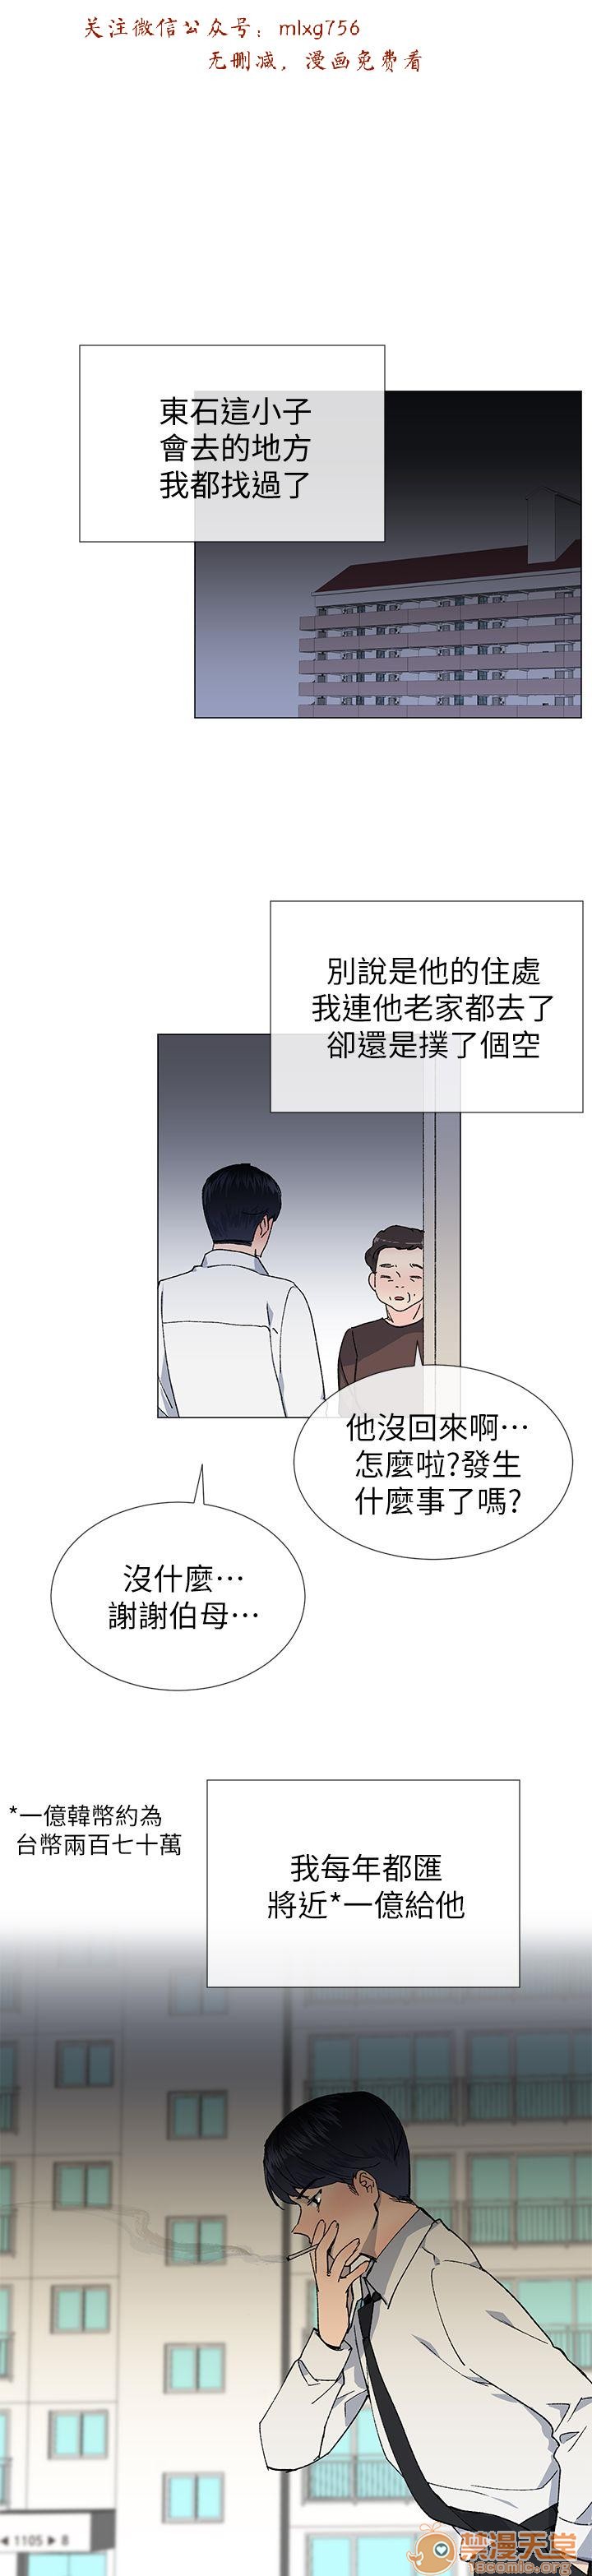 关注微信公众号：mlxg756
无删减，漫画免费看
東石這小子
會去的地方
我都找過了
別說是他的住處
我連他老家都去了
卻還是撲了個空
他沒回來啊…
怎麼啦?發生
什麼事了嗎?
沒什麼…
謝謝伯母…
*一億韓幣約為
台幣兩百七十萬
我每年都匯
將近*一億給他
◀ 1105 ▶ 8
禁漫天堂
18comic.org